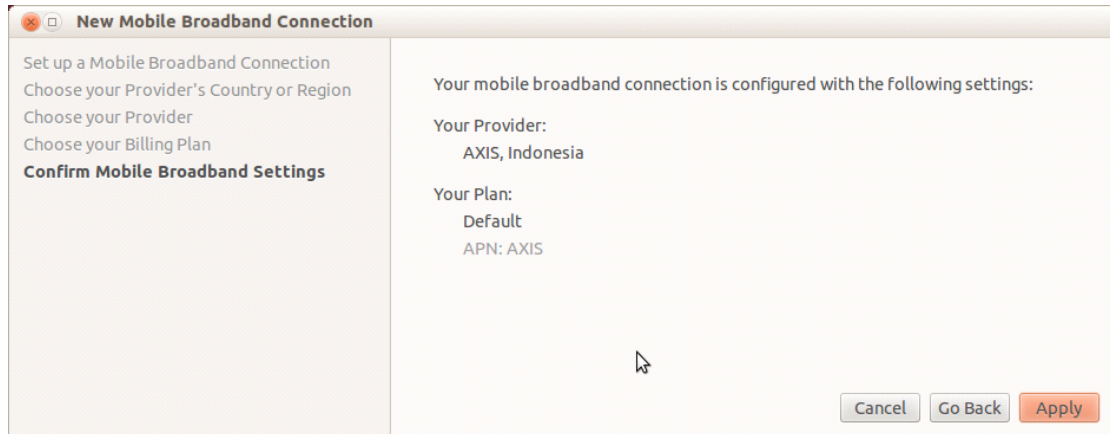 New Mobile Broadband Connection
Set up a Mobile Broadband Connection
Choose your Provider's Country or Region
Choose your Provider
Choose your Billing Plan
Confirm Mobile Broadband Settings
Your mobile broadband connection is configured with the following settings:
Your Provider:
AXIS, Indonesia
Your Plan:
Default
APN: AXIS
Cancel Go Back Apply